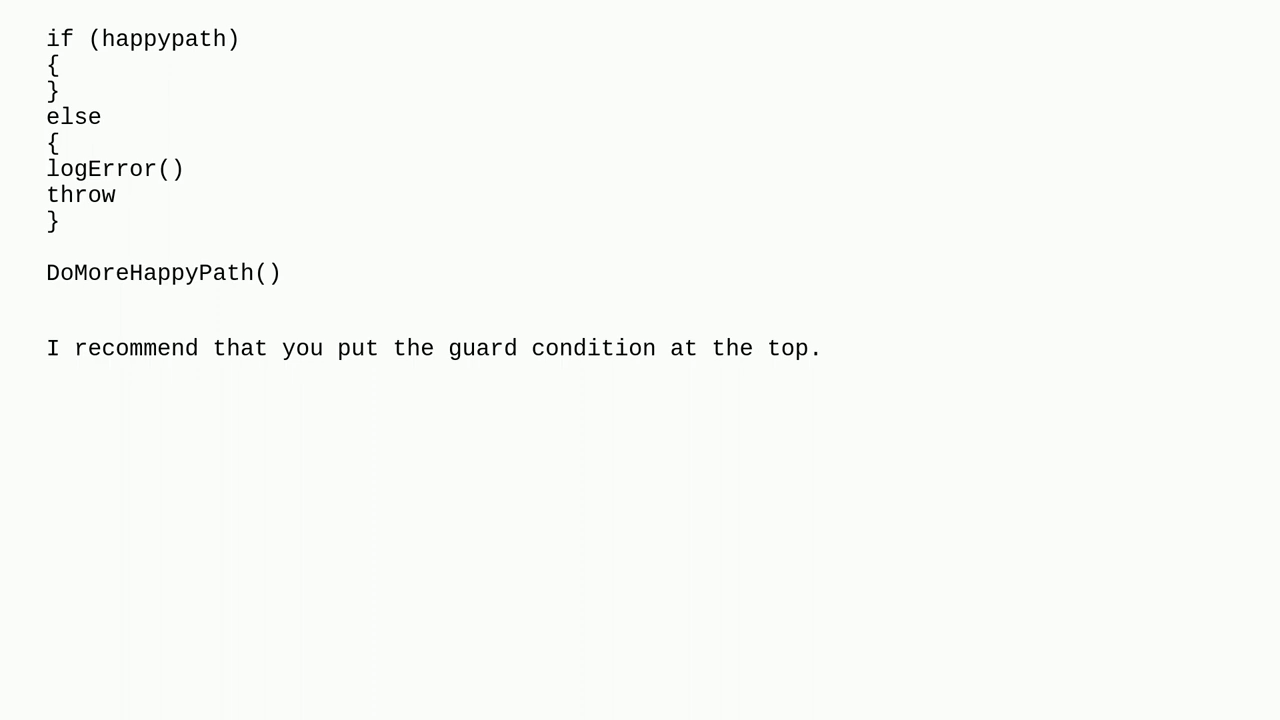 if (happypath)
{
}
else
{
logError()
throw
}
DoMoreHappyPath()
I recommend that you put the guard condition at the top.